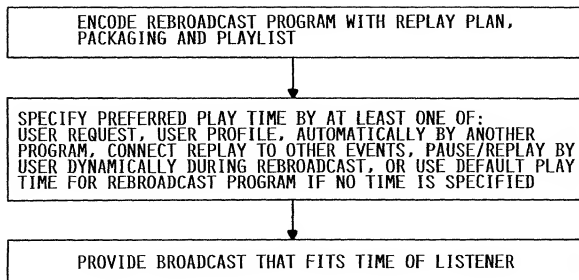 ENCODE REBROADCAST PROGRAM WITH REPLAY PLAN,
PACKAGING AND PLAYLIST
SPECIFY PREFERRED PLAY TIME BY AT LEAST ONE OF:
USER REQUEST, USER PROFILE, AUTOMATICALLY BY ANOTHER
PROGRAM, CONNECT REPLAY TO OTHER EVENTS, PAUSE/REPLAY BY
USER DYNAMICALLY DURING REBROADCAST, OR USE DEFAULT PLAY
TIME FOR REBROADCAST PROGRAM IF NO TIME IS SPECIFIED
PROVIDE BROADCAST THAT FITS TIME OF LISTENER